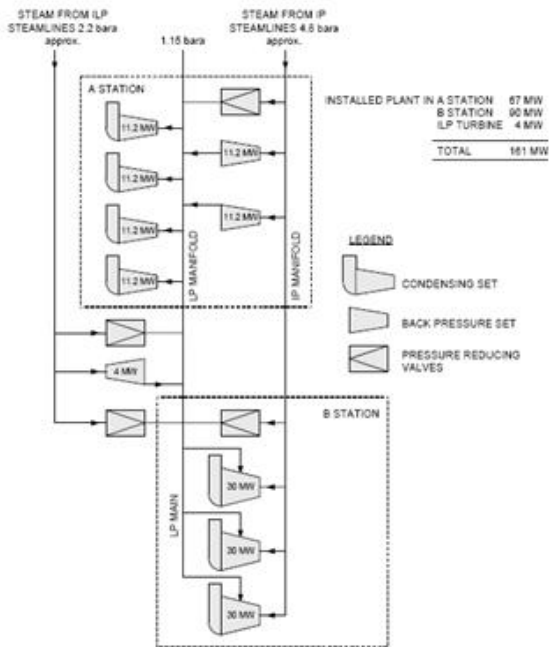 STEAM FROM ILP
STEAMLINES 2.2 bara
approx.
1.15 bara
STEAM FROM IP
STEAMLINES 4.6 bara
approx.
A STATION
11.2 MW
11.2 MW
11.2 MW
11.2 MW
11.2 MW
11.2 MW
LP MANIFOLD
IP MANIFOLD
INSTALLED PLANT IN A STATION 67 MW
B STATION 90 MW
ILP TURBINE 4 MW
TOTAL 161 MW
LEGEND
CONDENSING SET
BACK PRESSURE SET
PRESSURE REDUCING
VALVES
4 MW
B STATION
LP MAIN
30 MW
30 MW
30 MW